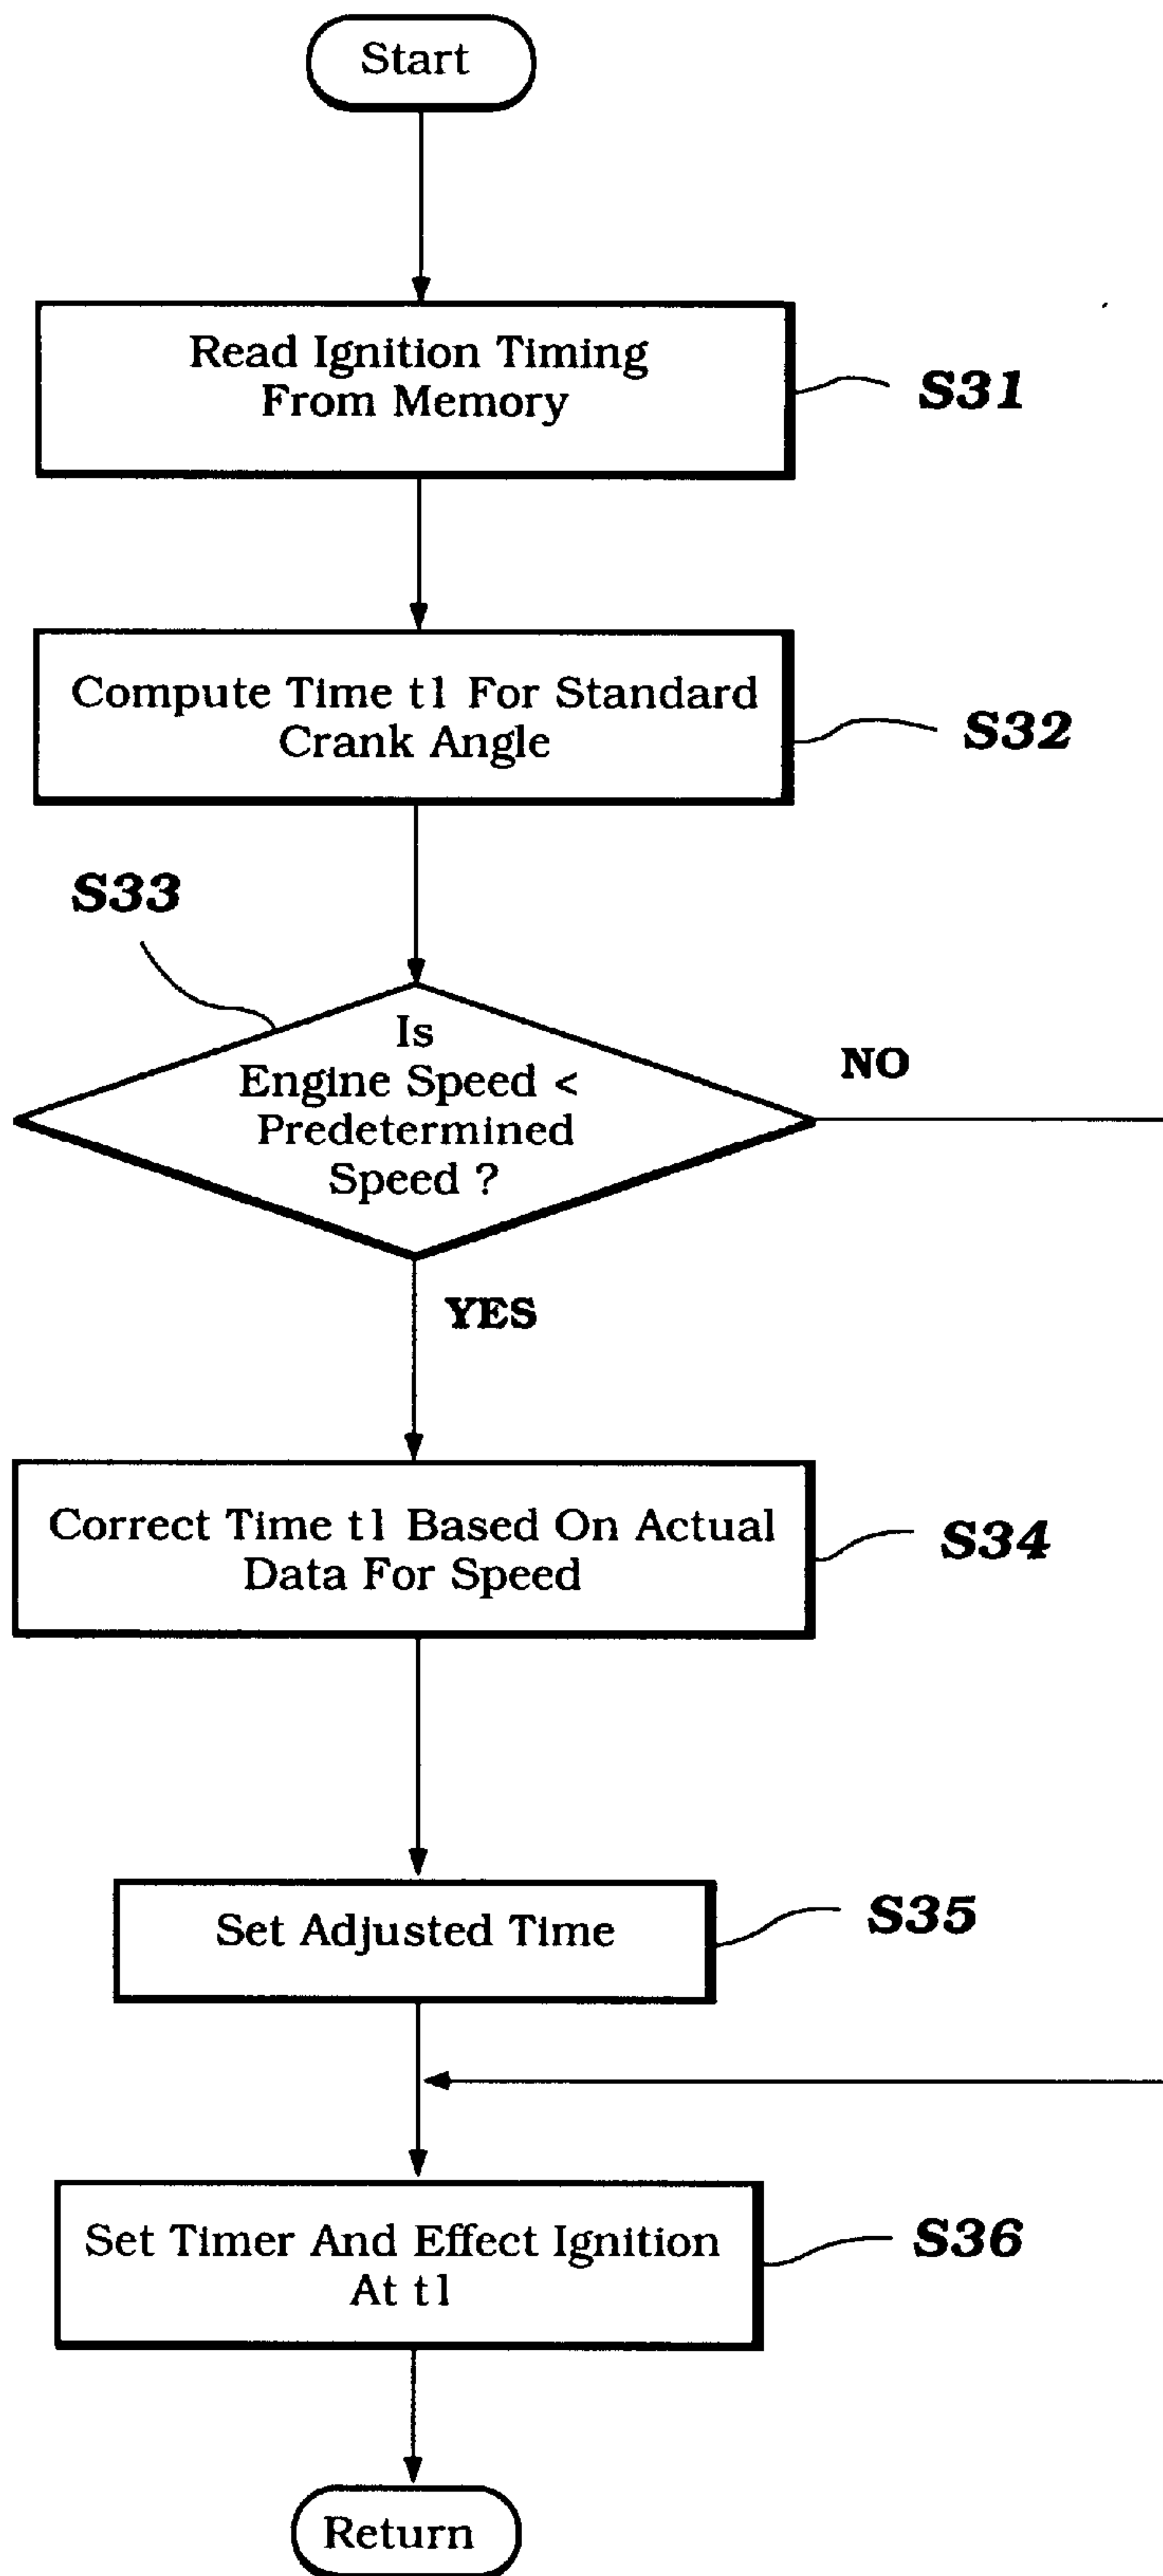 Start
Read Ignition Timing
From Memory
S31
Compute Time t1 For Standard
Crank Angle
S32
S33
Is
Engine Speed <
Predetermined
Speed ?
NO
YES
Correct Time t1 Based On Actual
Data For Speed
S34
Set Adjusted Time
S35
Set Timer And Effect Ignition
At t1
S36
Return